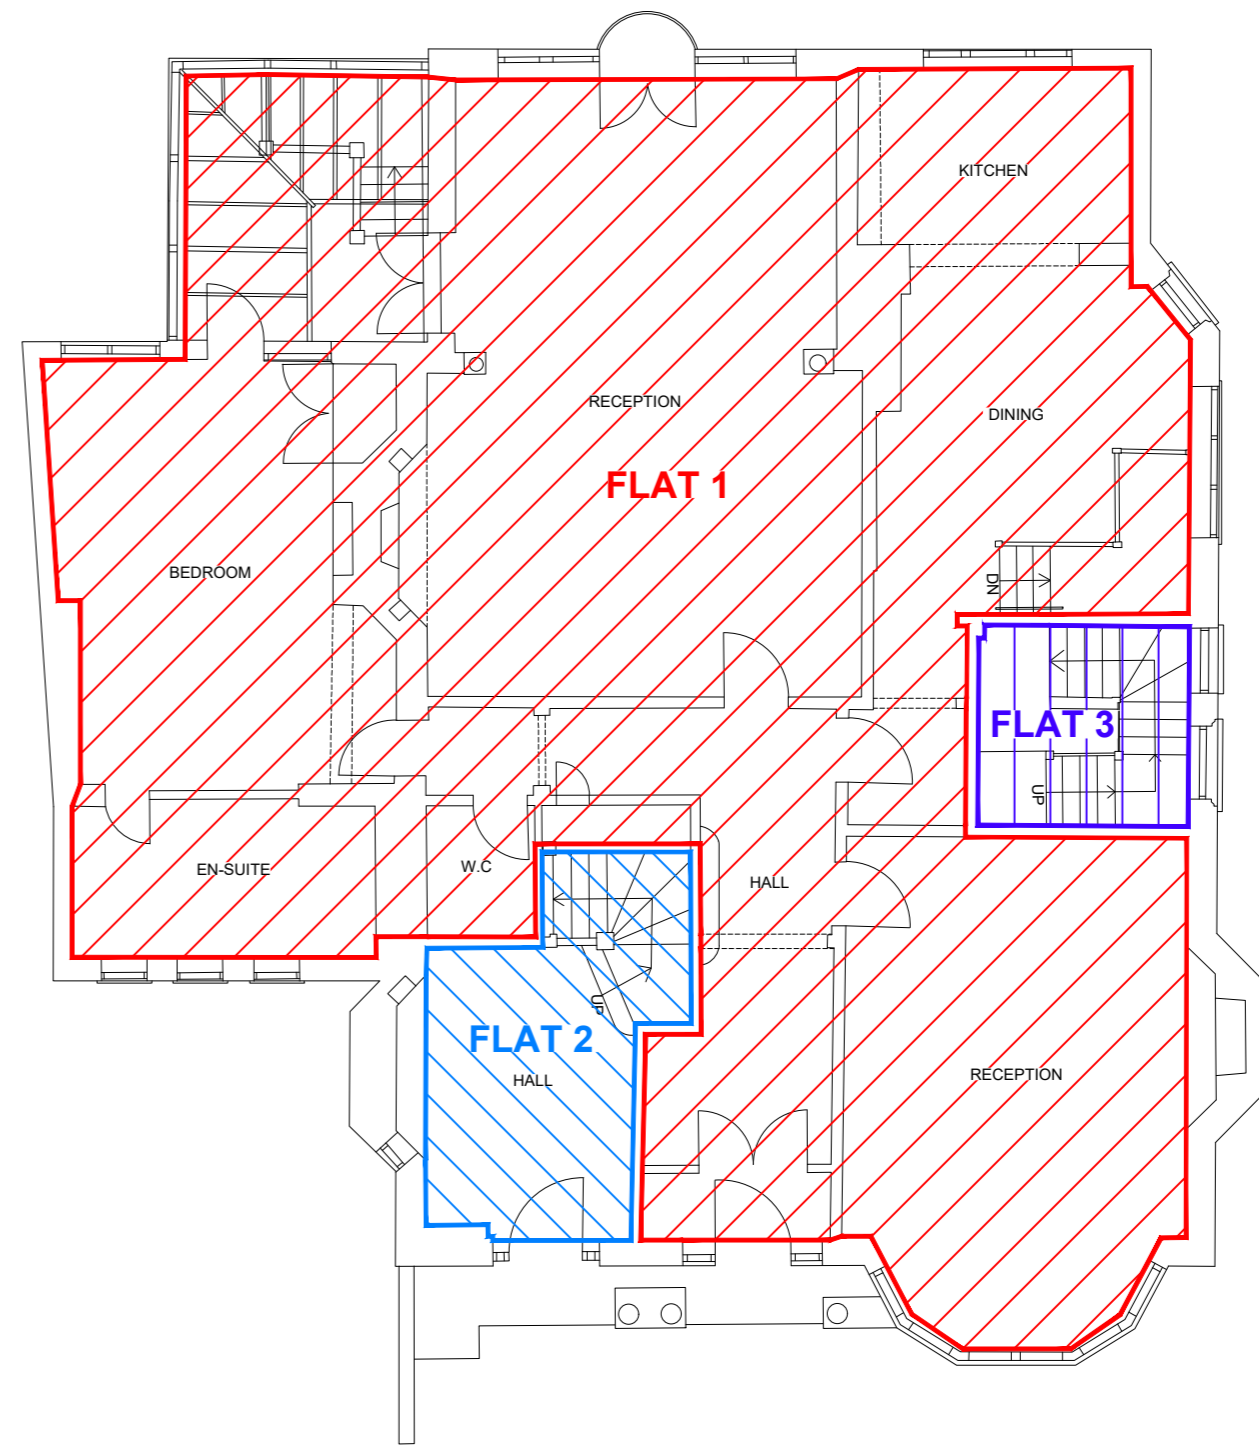 KITCHEN
RECEPTION
DINING
FLAT 1
BEDROOM
DN
FLAT 3
UP
EN-SUITE
W.C
HALL
UP
FLAT 2
HALL
RECEPTION